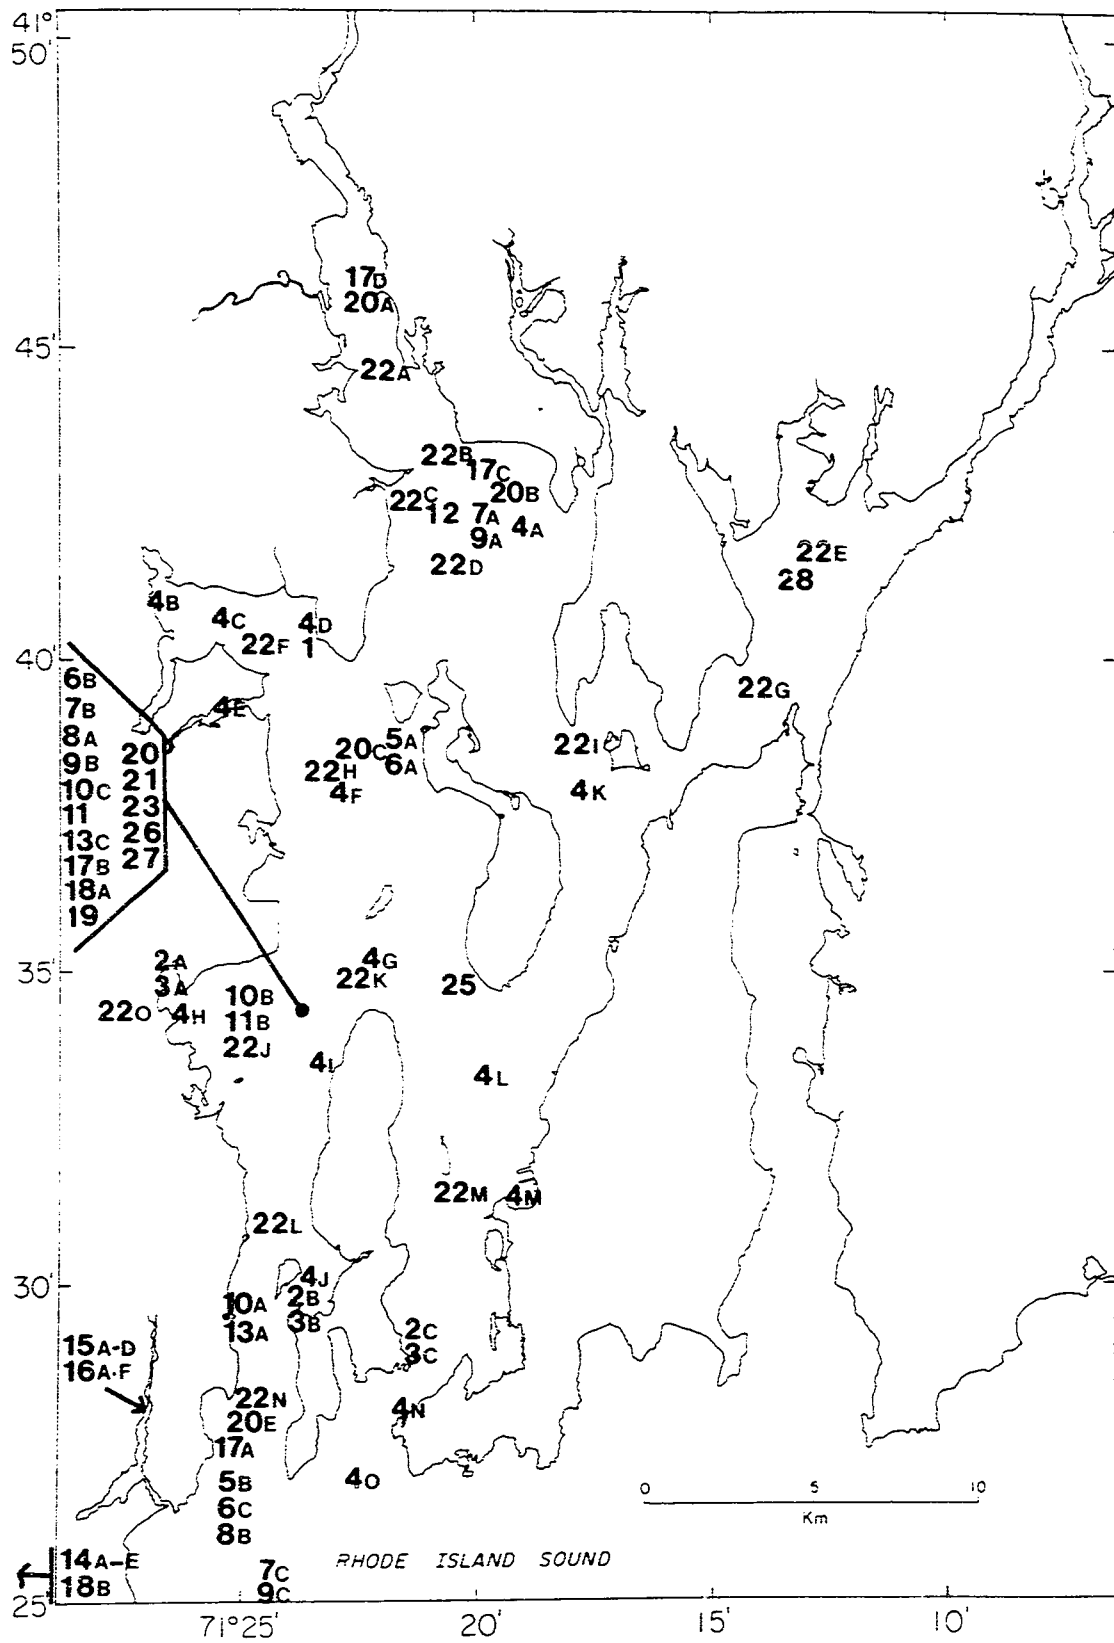 41°
50'
17D
20A
45'
22A
22B
17C
22C
20B
12
7A
4A
9A
22D
22E
28
4B
4C
4D
22F
1
40'
6B
22G
7B
4E
8A
5A
9B
20
20C
22I
6A
10C
21
22H
4F
4K
11
23
13C
26
17B
27
18A
19
2A
4G
35'
3A
22K
25
10B
22O
4H
11B
22J
4I
4L
22M
4M
22L
4J
30'
10A
2B
13A
3B
2C
15A-D
3C
16A-F
22N
4N
20E
17A
5B
4O
6C
0
5
10
Km
8B
14A-E
RHODE ISLAND SOUND
18B
7C
9C
25'
71°25'
20'
15'
10'